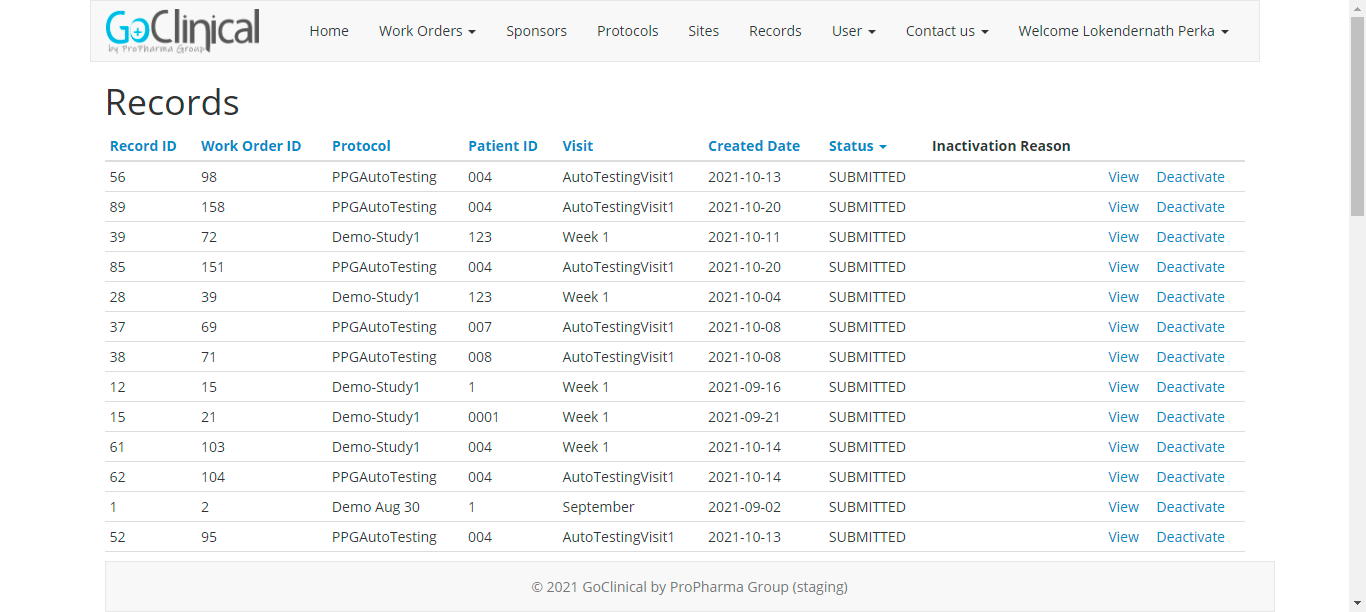 GoClinical
by ProPharma Group
Home Work Orders Sponsors Protocols Sites Records User Contact us Welcome Lokendernath Perka
Records
Record ID Work Order ID Protocol Patient ID Visit Created Date Status Inactivation Reason
56 98 PPGAutoTesting 004 AutoTestingVisit1 2021-10-13 SUBMITTED View Deactivate
89 158 PPGAutoTesting 004 AutoTestingVisit1 2021-10-20 SUBMITTED View Deactivate
39 72 Demo-Study1 123 Week 1 2021-10-11 SUBMITTED View Deactivate
85 151 PPGAutoTesting 004 AutoTestingVisit1 2021-10-20 SUBMITTED View Deactivate
28 39 Demo-Study1 123 Week 1 2021-10-04 SUBMITTED View Deactivate
37 69 PPGAutoTesting 007 AutoTestingVisit1 2021-10-08 SUBMITTED View Deactivate
38 71 PPGAutoTesting 008 AutoTestingVisit1 2021-10-08 SUBMITTED View Deactivate
12 15 Demo-Study1 1 Week 1 2021-09-16 SUBMITTED View Deactivate
15 21 Demo-Study1 0001 Week 1 2021-09-21 SUBMITTED View Deactivate
61 103 Demo-Study1 004 Week 1 2021-10-14 SUBMITTED View Deactivate
62 104 PPGAutoTesting 004 AutoTestingVisit1 2021-10-14 SUBMITTED View Deactivate
1 2 Demo Aug 30 1 September 2021-09-02 SUBMITTED View Deactivate
52 95 PPGAutoTesting 004 AutoTestingVisit1 2021-10-13 SUBMITTED View Deactivate
© 2021 GoClinical by ProPharma Group (staging)